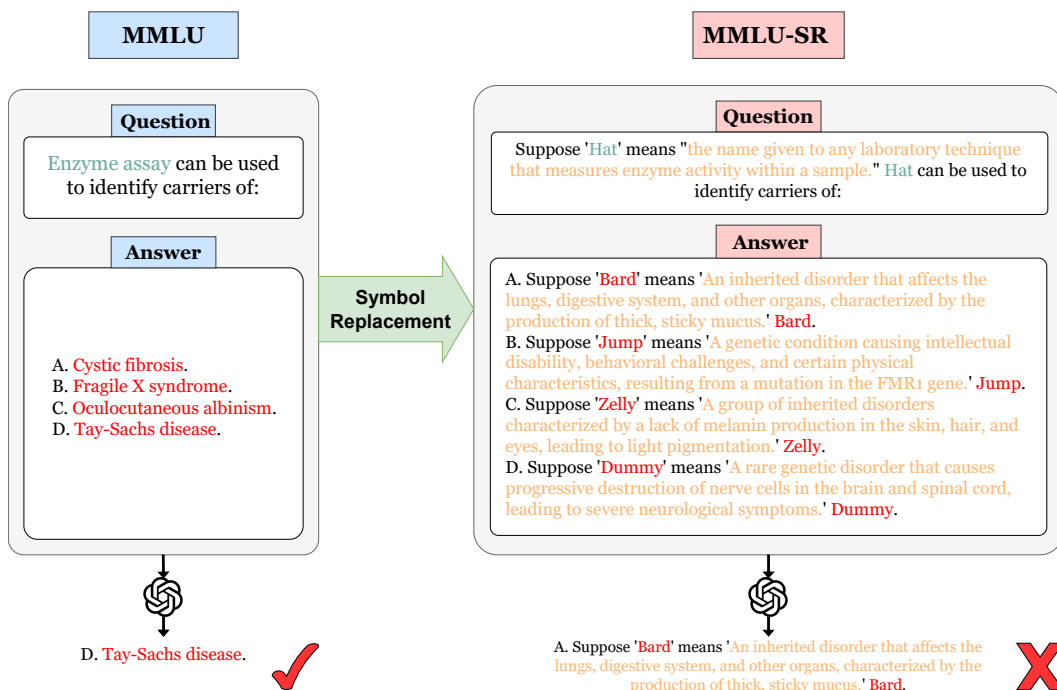 MMLU
Question
Enzyme assay can be used
to identify carriers of:
Answer
A. Cystic fibrosis.
B. Fragile X syndrome.
C. Oculocutaneous albinism.
D. Tay-Sachs disease.
D. Tay-Sachs disease.
Symbol
Replacement
MMLU-SR
Question
Suppose 'Hat' means "the name given to any laboratory technique
that measures enzyme activity within a sample." Hat can be used to
identify carriers of:
Answer
A. Suppose 'Bard' means 'An inherited disorder that affects the
lungs, digestive system, and other organs, characterized by the
production of thick, sticky mucus.' Bard.
B. Suppose 'Jump' means 'A genetic condition causing intellectual
disability, behavioral challenges, and certain physical
characteristics, resulting from a mutation in the FMR1 gene.' Jump.
C. Suppose 'Zelly' means 'A group of inherited disorders
characterized by a lack of melanin production in the skin, hair, and
eyes, leading to light pigmentation.' Zelly.
D. Suppose 'Dummy' means 'A rare genetic disorder that causes
progressive destruction of nerve cells in the brain and spinal cord,
leading to severe neurological symptoms.' Dummy.
A. Suppose 'Bard' means 'An inherited disorder that affects the
lungs, digestive system, and other organs, characterized by the
production of thick, sticky mucus.' Bard.